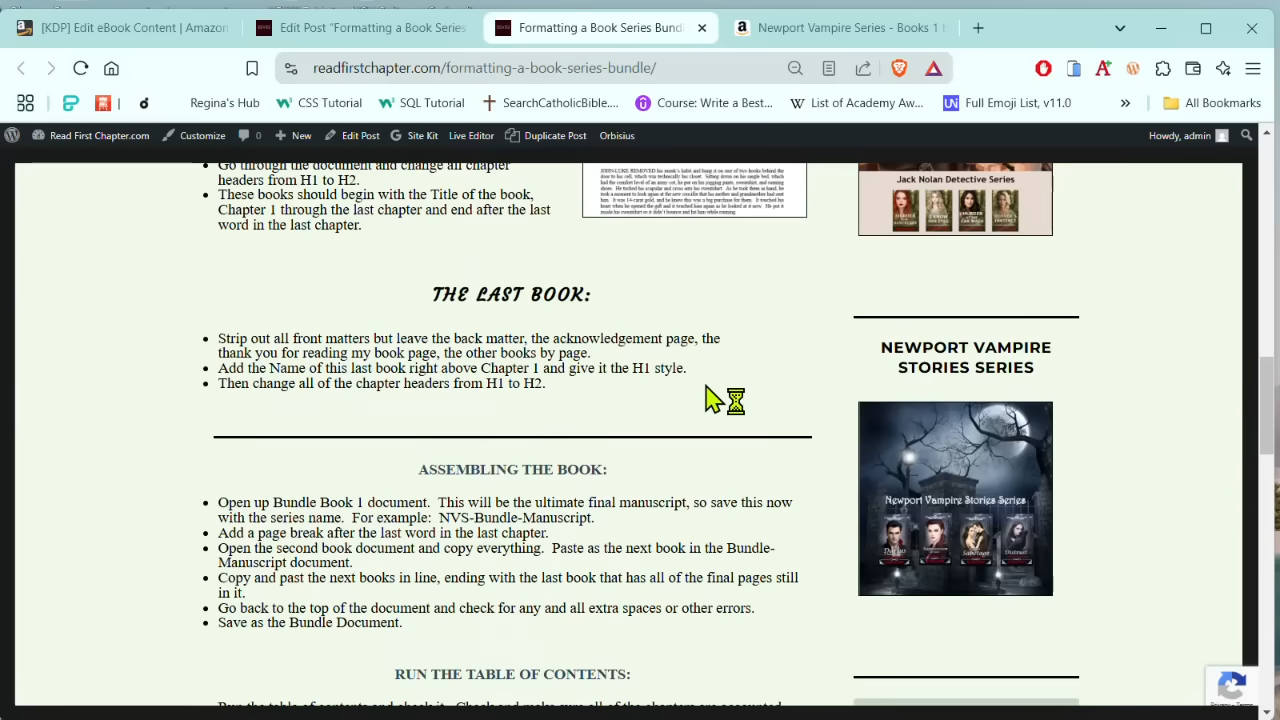 [KDP] Edit eBook Content | Amazon
Edit Post "Formatting a Book Series
Formatting a Book Series Bund
Newport Vampire Series - Books 1 t
readfirstchapter.com/formatting-a-book-series-bundle/
Regina's Hub
CSS Tutorial
SQL Tutorial
SearchCatholicBible....
Course: Write a Best...
List of Academy Aw...
Full Emoji List, v11.0
»
All Bookmarks
Read First Chapter.com
Customize
0
New
Edit Post
Site Kit
Live Editor
Duplicate Post
Orbisius
Howdy, admin
Go through the document and change all chapter
headers from H1 to H2.
These books should begin with the Title of the book,
Chapter 1 through the last chapter and end after the last
word in the last chapter.
THE LAST BOOK:
Strip out all front matters but leave the back matter, the acknowledgement page, the
thank you for reading my book page, the other books by page.
Add the Name of this last book right above Chapter 1 and give it the H1 style.
Then change all of the chapter headers from H1 to H2.
ASSEMBLING THE BOOK:
Open up Bundle Book 1 document.  This will be the ultimate final manuscript, so save this now
with the series name.  For example:  NVS-Bundle-Manuscript.
Add a page break after the last word in the last chapter.
Open the second book document and copy everything.  Paste as the next book in the Bundle-
Manuscript document.
Copy and past the next books in line, ending with the last book that has all of the final pages still
in it.
Go back to the top of the document and check for any and all extra spaces or other errors.
Save as the Bundle Document.
RUN THE TABLE OF CONTENTS:
Jack Nolan Detective Series
NEWPORT VAMPIRE
STORIES SERIES
Newport Vampire Stories Series